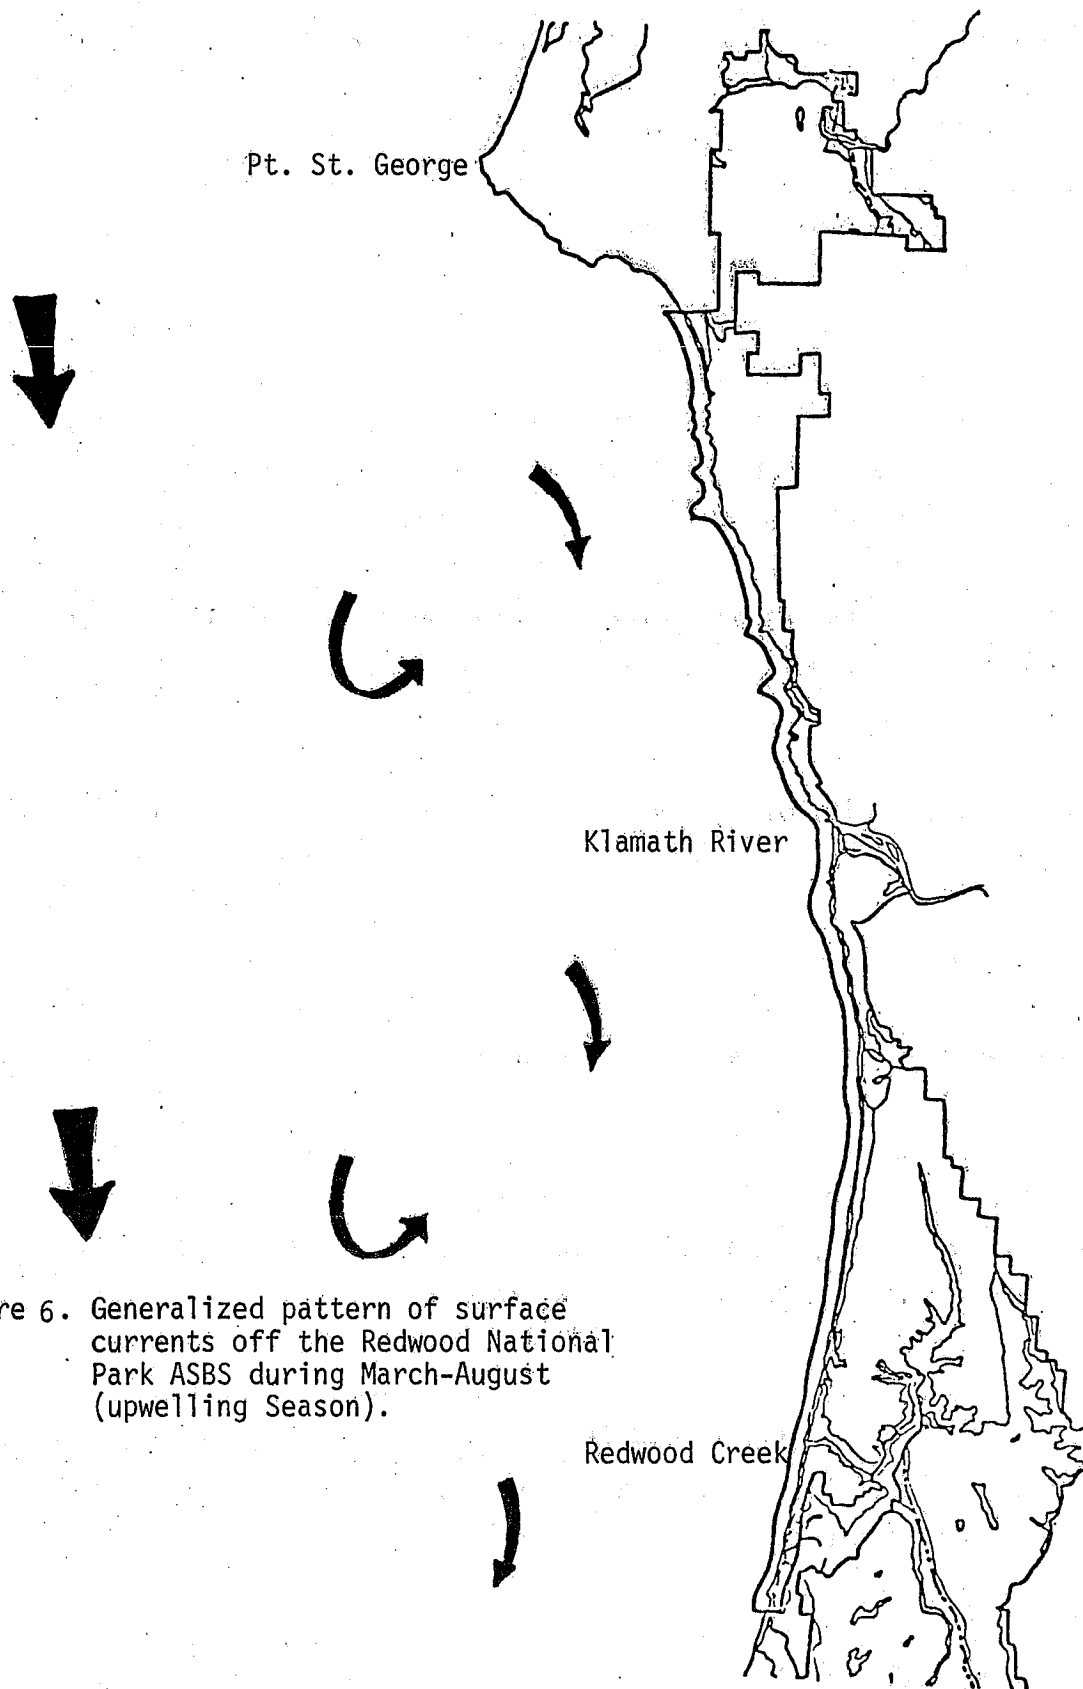 Pt. St. George
Klamath River
re 6. Generalized pattern of surface
currents off the Redwood National
Park ASBS during March-August
(upwelling Season).
Redwood Creek